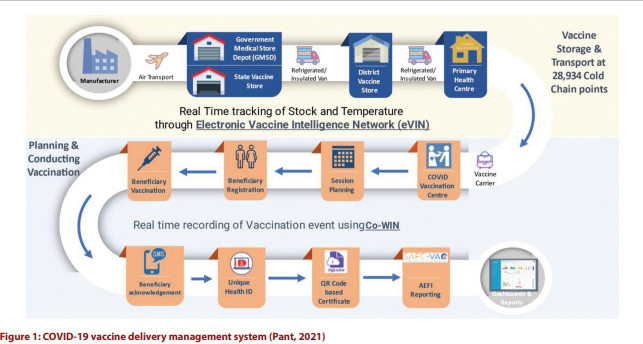 Government
Medical Store
Depot (GMSD)
State Vaccine
Store
Manufacturer
Air Transport
Refrigerated/
Insulated Van
District
Vaccine
Store
Refrigerated/
Insulated Van
Primary
Health
Centre
Vaccine
Storage &
Transport at
28,934 Cold
Chain points
Real Time tracking of Stock and Temperature
through Electronic Vaccine Intelligence Network (eVIN)
Planning &
Conducting
Vaccination
Beneficiary
Vaccination
Beneficiary
Registration
Session
Planning
COVID
Vaccination
Centre
Vaccine
Carrier
Real time recording of Vaccination event using Co-WIN
GMS
Beneficiary
acknowledgement
Unique
Health ID
QR Code
based
Certificate
SAFE-VAC
AEFI
Reporting
Dashboards &
Reports
Figure 1: COVID-19 vaccine delivery management system (Pant, 2021)